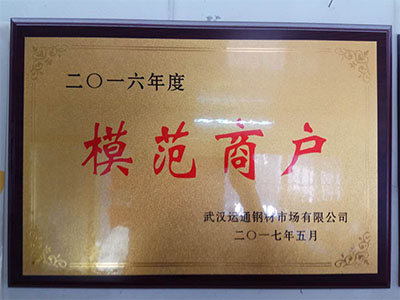 二〇一六年度
模范商户
武汉运通钢材市场有限公司
二〇一七年五月